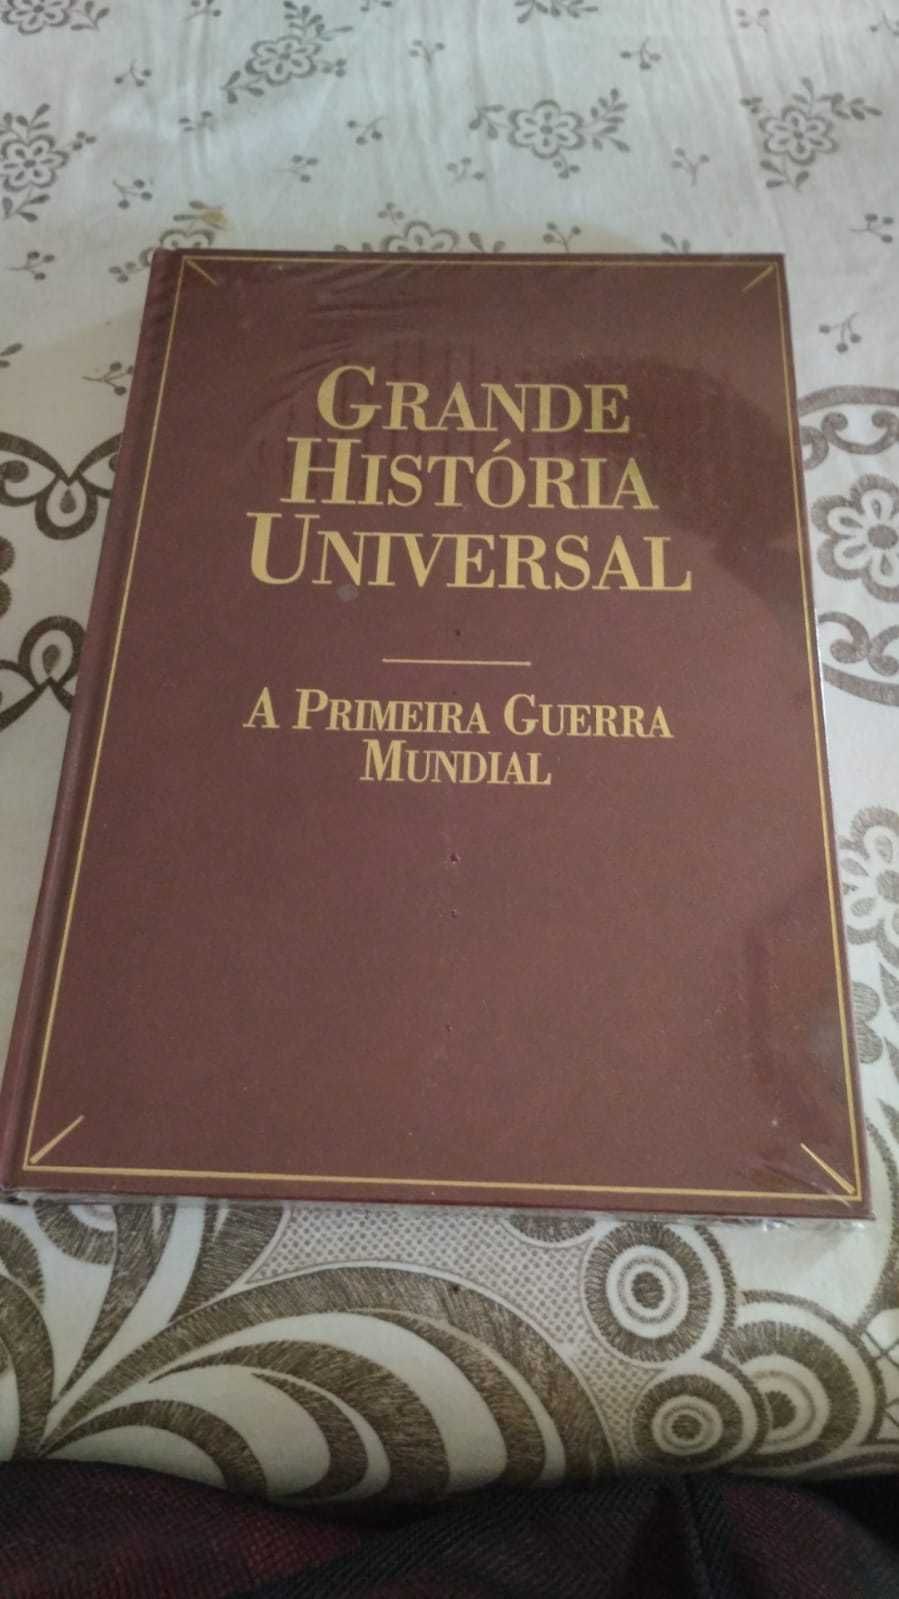 GRANDE
HISTÓRIA
UNIVERSAL
A PRIMEIRA GUERRA
MUNDIAL